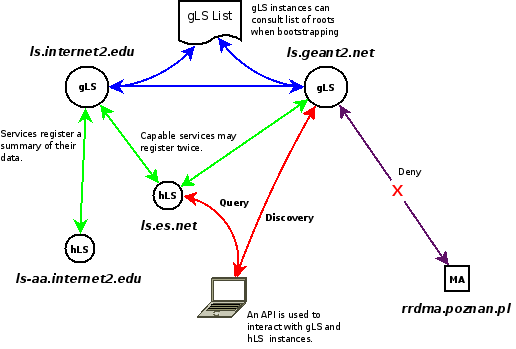 gLS List
gLS instances can
consult list of roots
when bootstrapping
ls.internet2.edu
ls.geant2.net
gLS
gLS
Services register a
summary of their
data.
Capable services may
register twice.
Deny
X
hLS
Query
Discovery
ls.es.net
hLS
ls-aa.internet2.edu
MA
rrdma.poznan.pl
An API is used to
interact with gLS and
hLS instances.